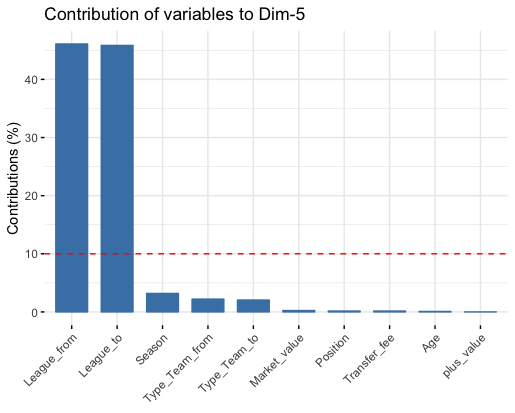 Contribution of variables to Dim-5
Contributions (%)
40
30
20
10
0
League_from
League_to
Season
Type_Team_from
Type_Team_to
Market_value
Position
Transfer_fee
Age
plus_value